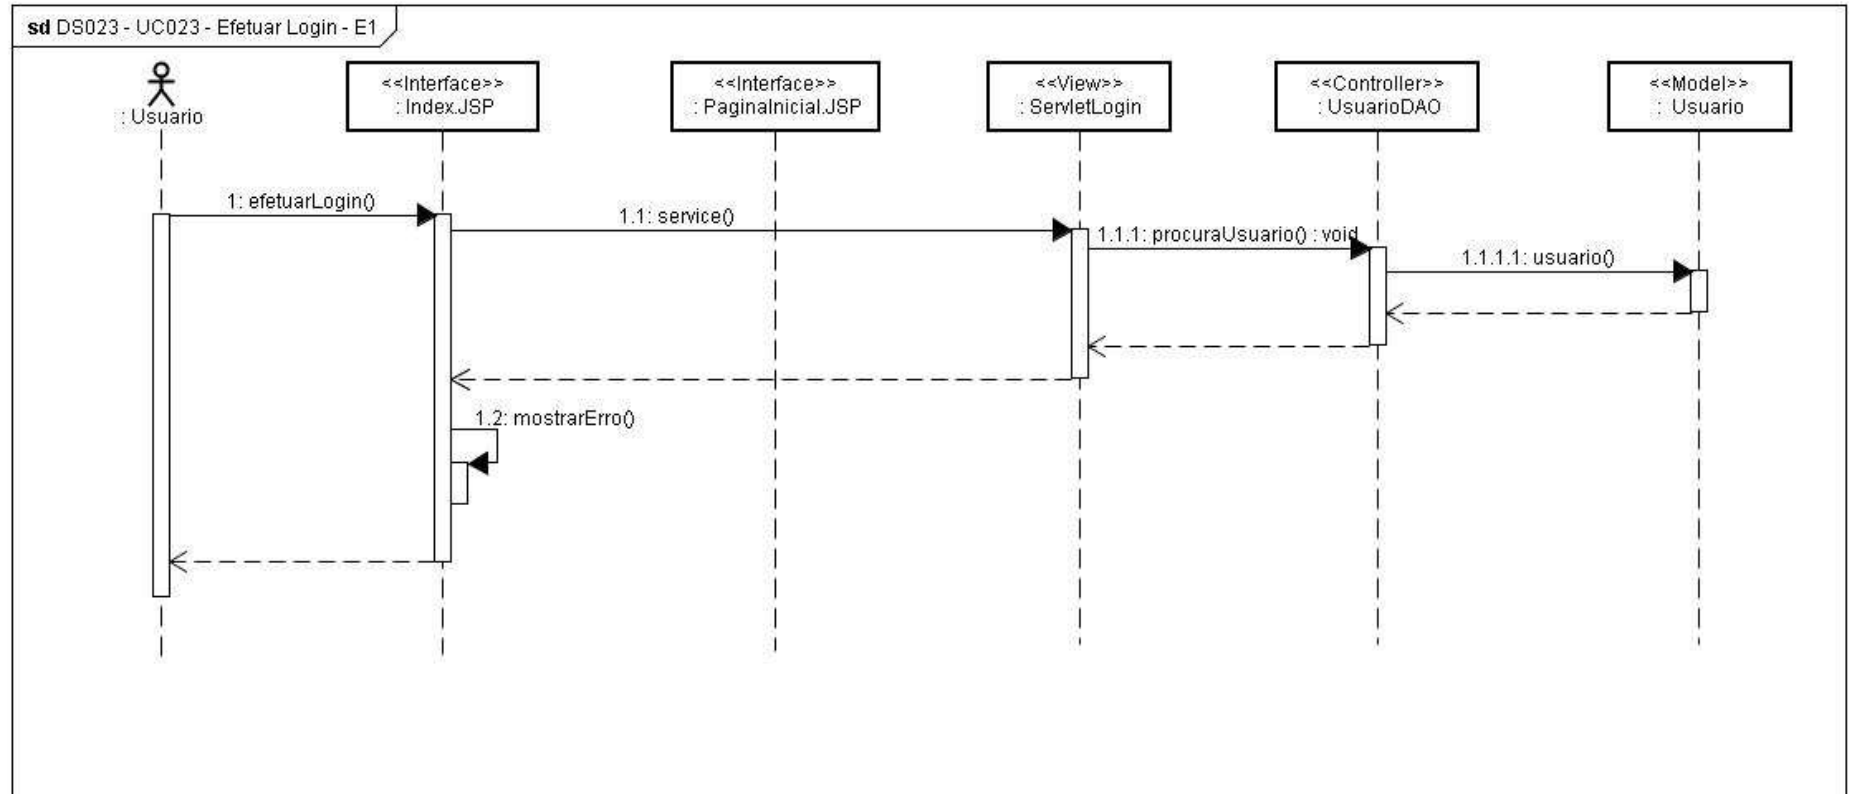 sd DS023 - UC023 - Efetuar Login - E1
: Usuario
<<Interface>>
: Index.JSP
<<Interface>>
: PaginaInicial.JSP
<<View>>
: ServletLogin
<<Controller>>
: UsuarioDAO
<<Model>>
: Usuario
1: efetuarLogin()
1.1: service()
1.1.1: procuraUsuario() : void
1.1.1.1: usuario()
1.2: mostrarErro()